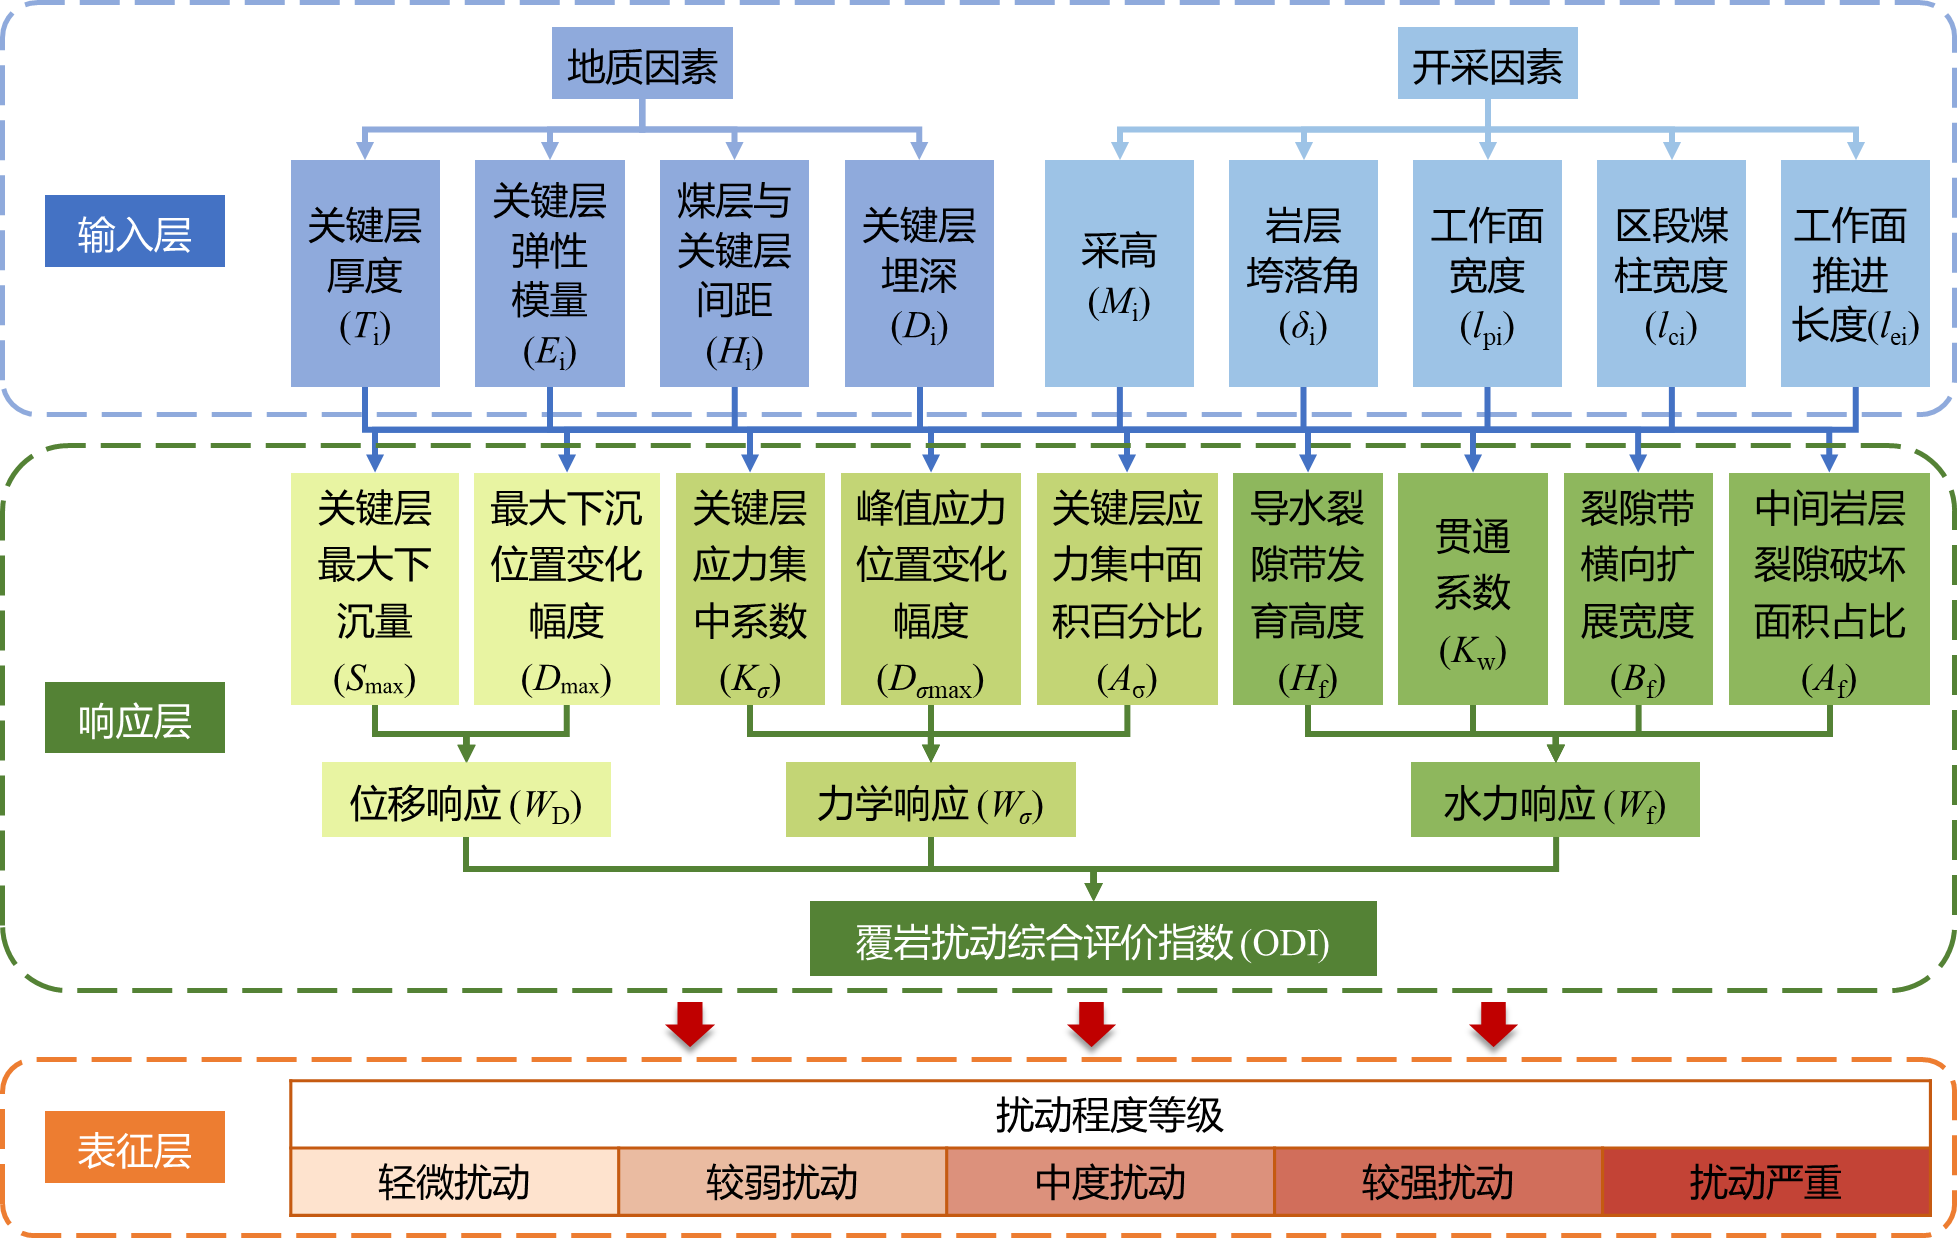 地质因素
开采因素
输入层
关键层
厚度
(Ti)
关键层
弹性
模量
(Ei)
煤层与
关键层
间距
(Hi)
关键层
埋深
(Di)
采高
(Mi)
岩层
垮落角
(δi)
工作面
宽度
(lpi)
区段煤
柱宽度
(lci)
工作面
推进
长度(lei)
响应层
关键层
最大下
沉量
(Smax)
最大下沉
位置变化
幅度
(Dmax)
关键层
应力集
中系数
(Kσ)
峰值应力
位置变化
幅度
(Dσmax)
关键层应
力集中面
积百分比
(Aσ)
导水裂
隙带发
育高度
(Hf)
贯通
系数
(Kw)
裂隙带
横向扩
展宽度
(Bf)
中间岩层
裂隙破坏
面积占比
(Af)
位移响应(WD)
力学响应(Wσ)
水力响应(Wf)
覆岩扰动综合评价指数(ODI)
表征层
扰动程度等级
轻微扰动
较弱扰动
中度扰动
较强扰动
扰动严重